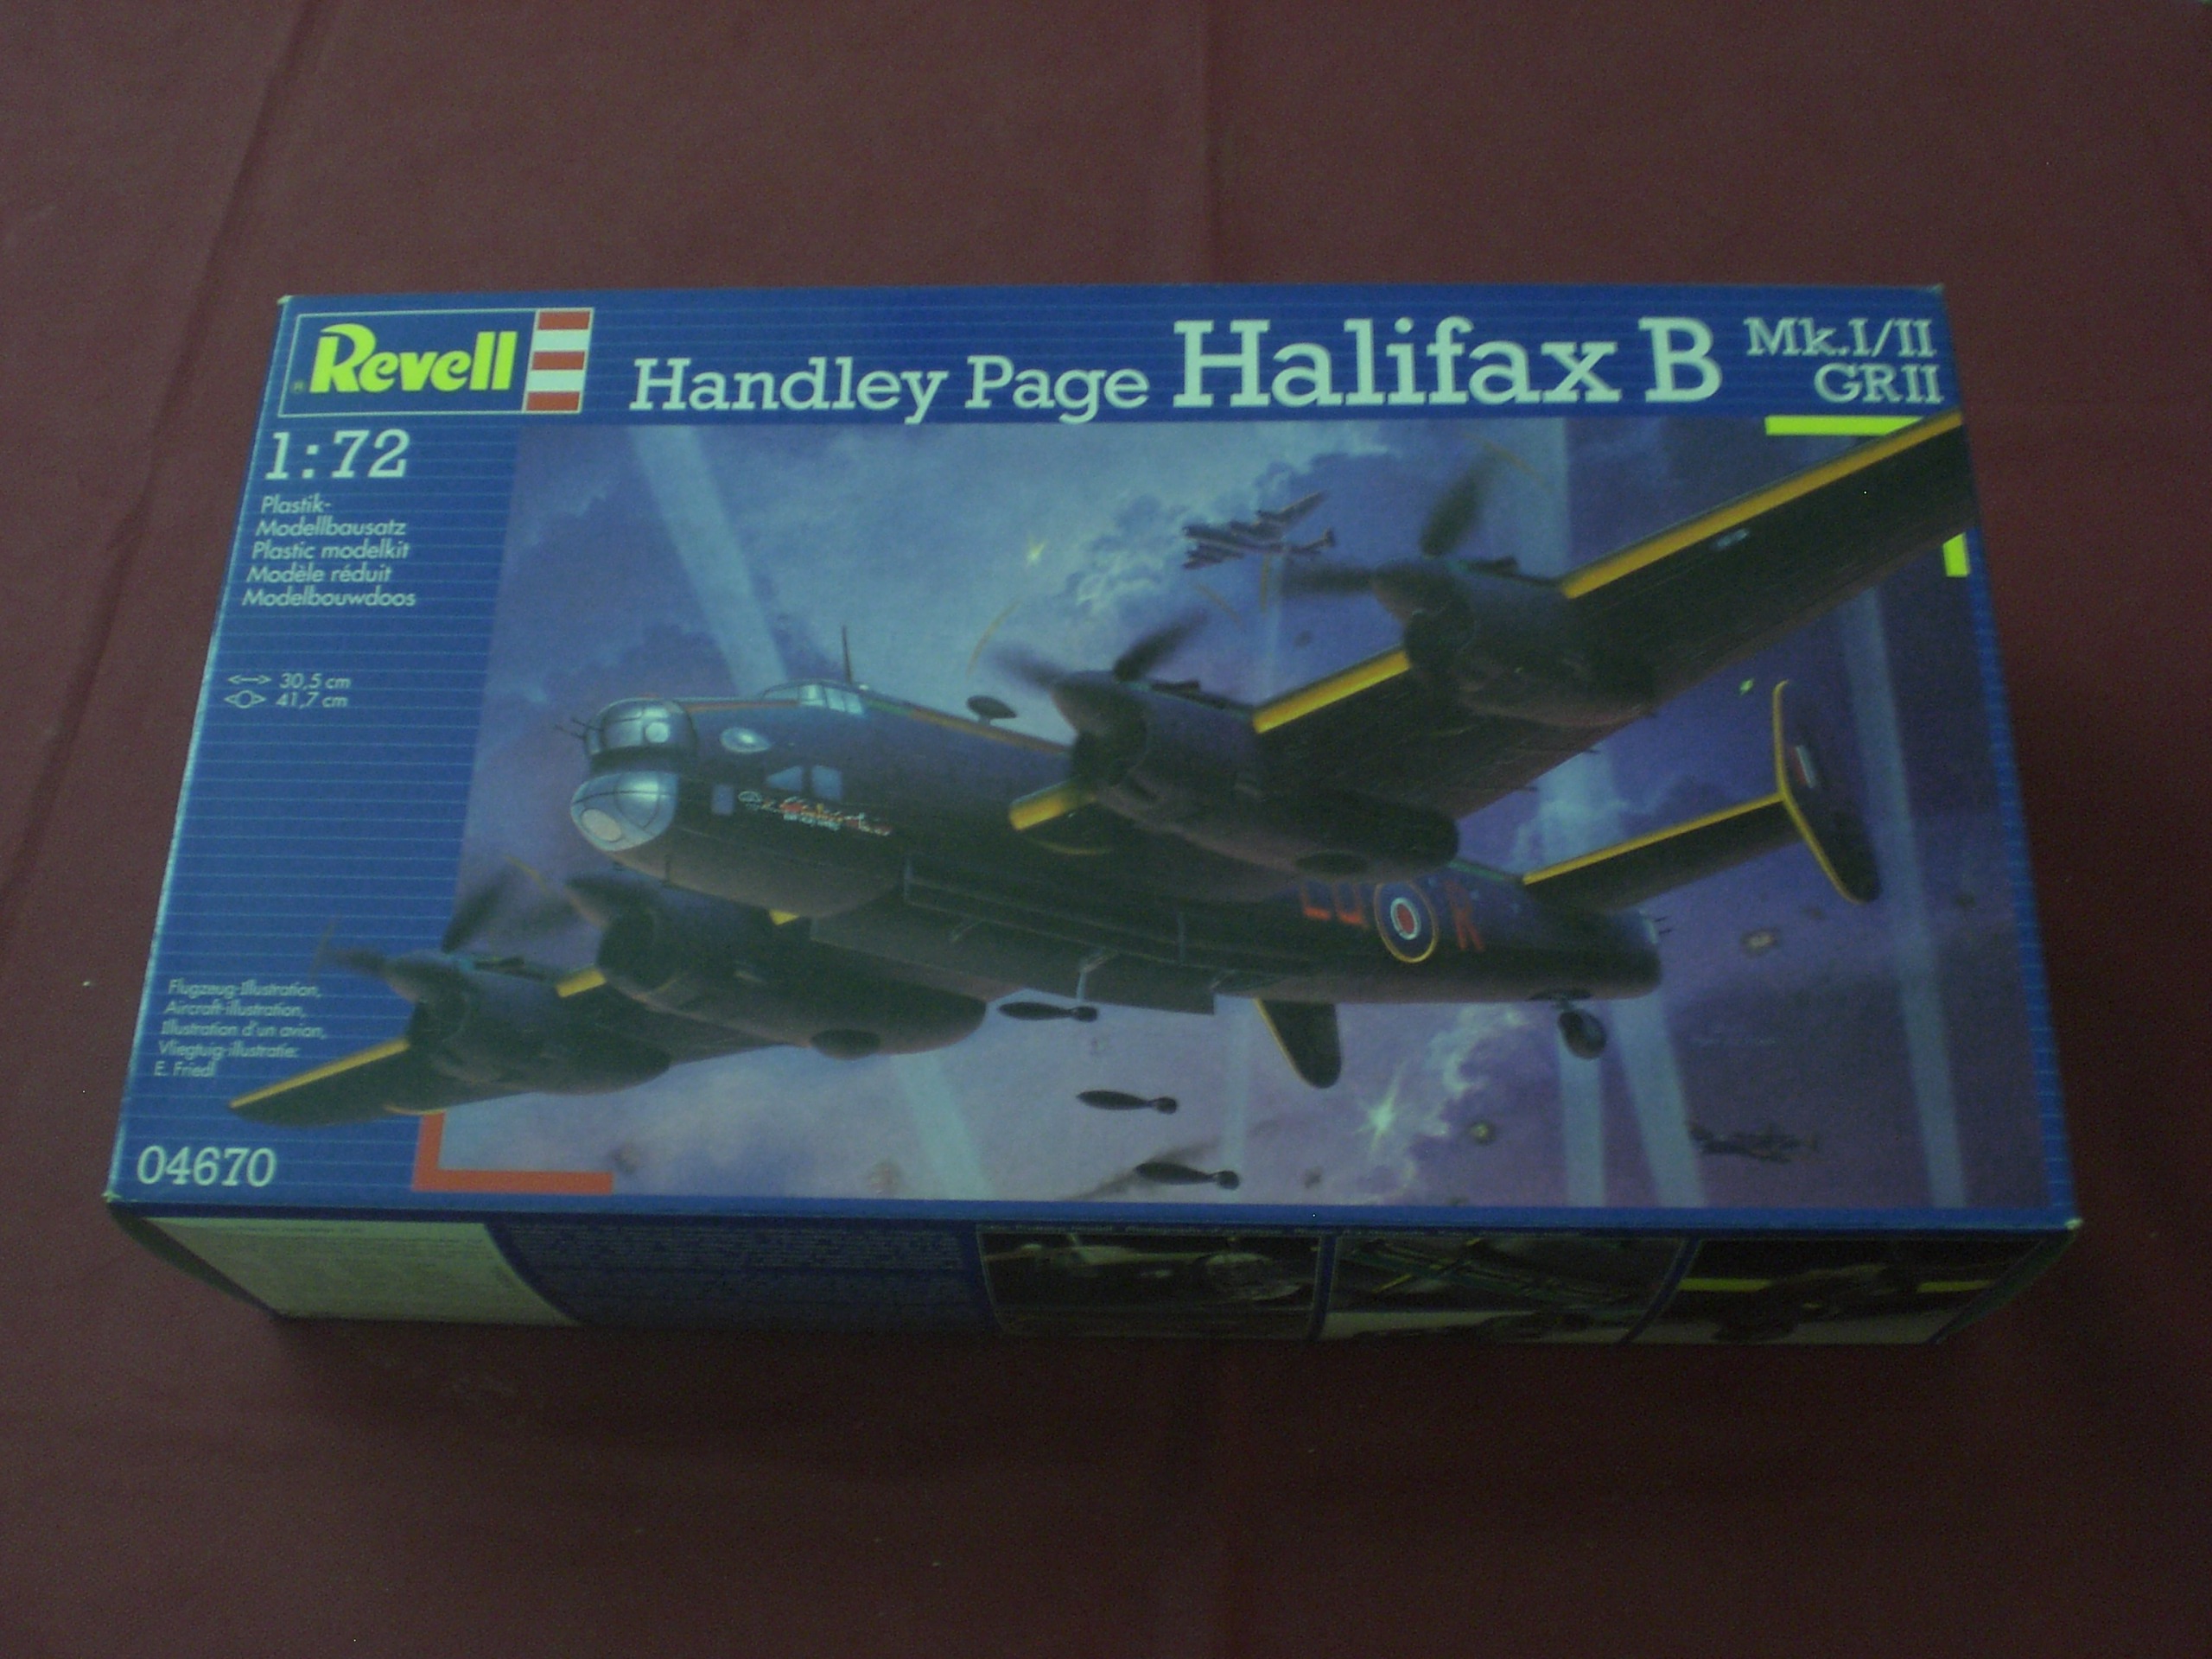 Revell
Handley Page Halifax B Mk.I/II
GRII
1:72
Plastik-
Modellbausatz
Plastic modelkit
Modèle réduit
Modelbouwdoos
30,5 cm
41,7 cm
R
Flugzeug-Illustration,
Aircraft-illustration,
Illustration d'un avion,
Vliegtuig-illustratie:
E. Friedl
04670